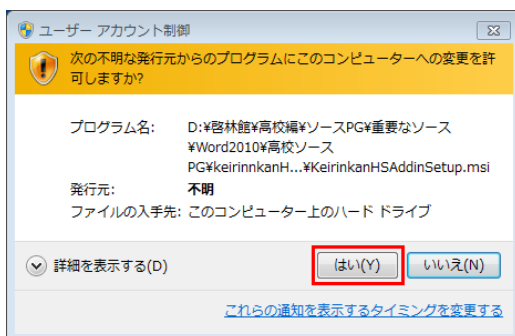 ユーザー アカウント制御
次の不明な発行元からのプログラムにこのコンピューターへの変更を許
可しますか?
プログラム名: D:¥啓林館¥高校編¥ソースPG¥重要なソース
¥Word2010¥高校ソース
PG¥keirinnkanH...¥KeirinkanHSAddinSetup.msi
発行元: 不明
ファイルの入手先: このコンピューター上のハード ドライブ
詳細を表示する(D) はい(Y) いいえ(N)
これらの通知を表示するタイミングを変更する